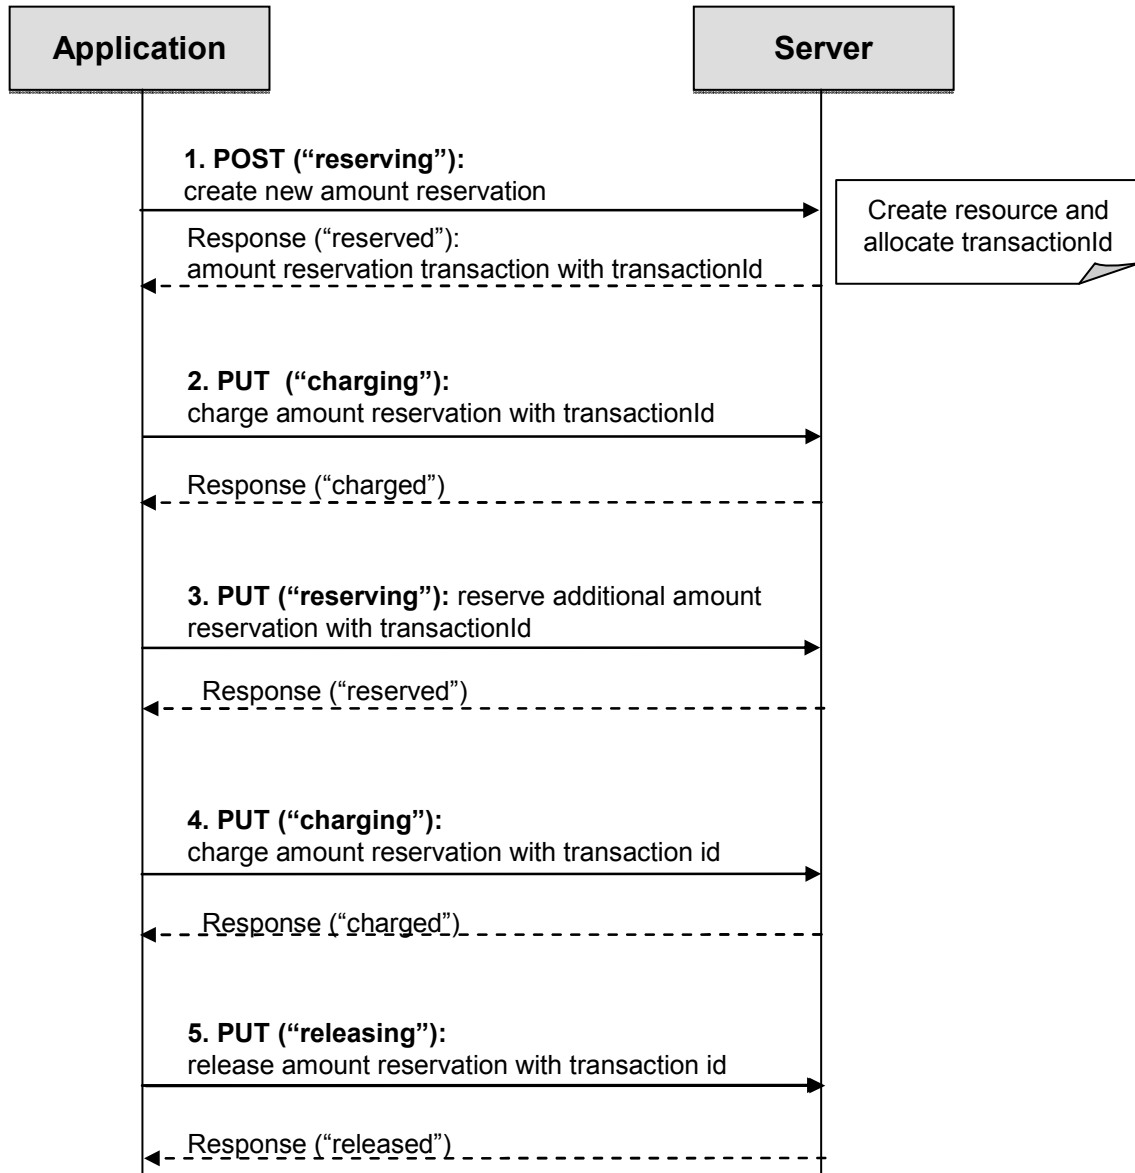 Application
Server
1. POST (“reserving”):
create new amount reservation
Create resource and
allocate transactionId
Response (“reserved”):
amount reservation transaction with transactionId
2. PUT  (“charging”):
charge amount reservation with transactionId
Response (“charged”)
3. PUT (“reserving”): reserve additional amount
reservation with transactionId
Response (“reserved”)
4. PUT (“charging”):
charge amount reservation with transaction id
Response (“charged”)
5. PUT (“releasing”):
release amount reservation with transaction id
Response (“released”)